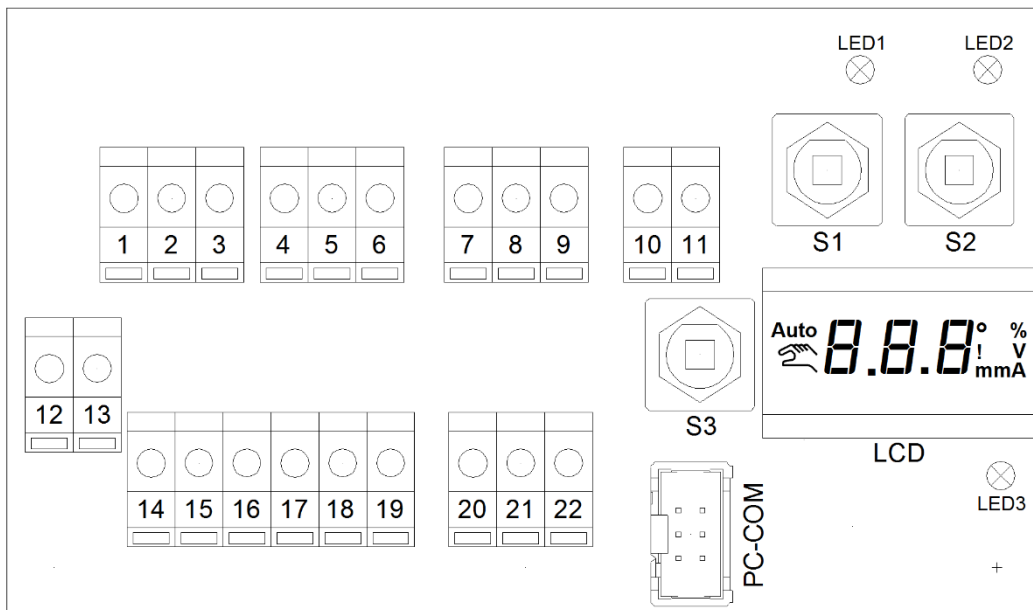 LED1 LED2
1 2 3 4 5 6 7 8 9 10 11
S1 S2
Auto 8.8.8 ° %
! V
mmA
12 13
S3
LCD
14 15 16 17 18 19 20 21 22
LED3
PC-COM